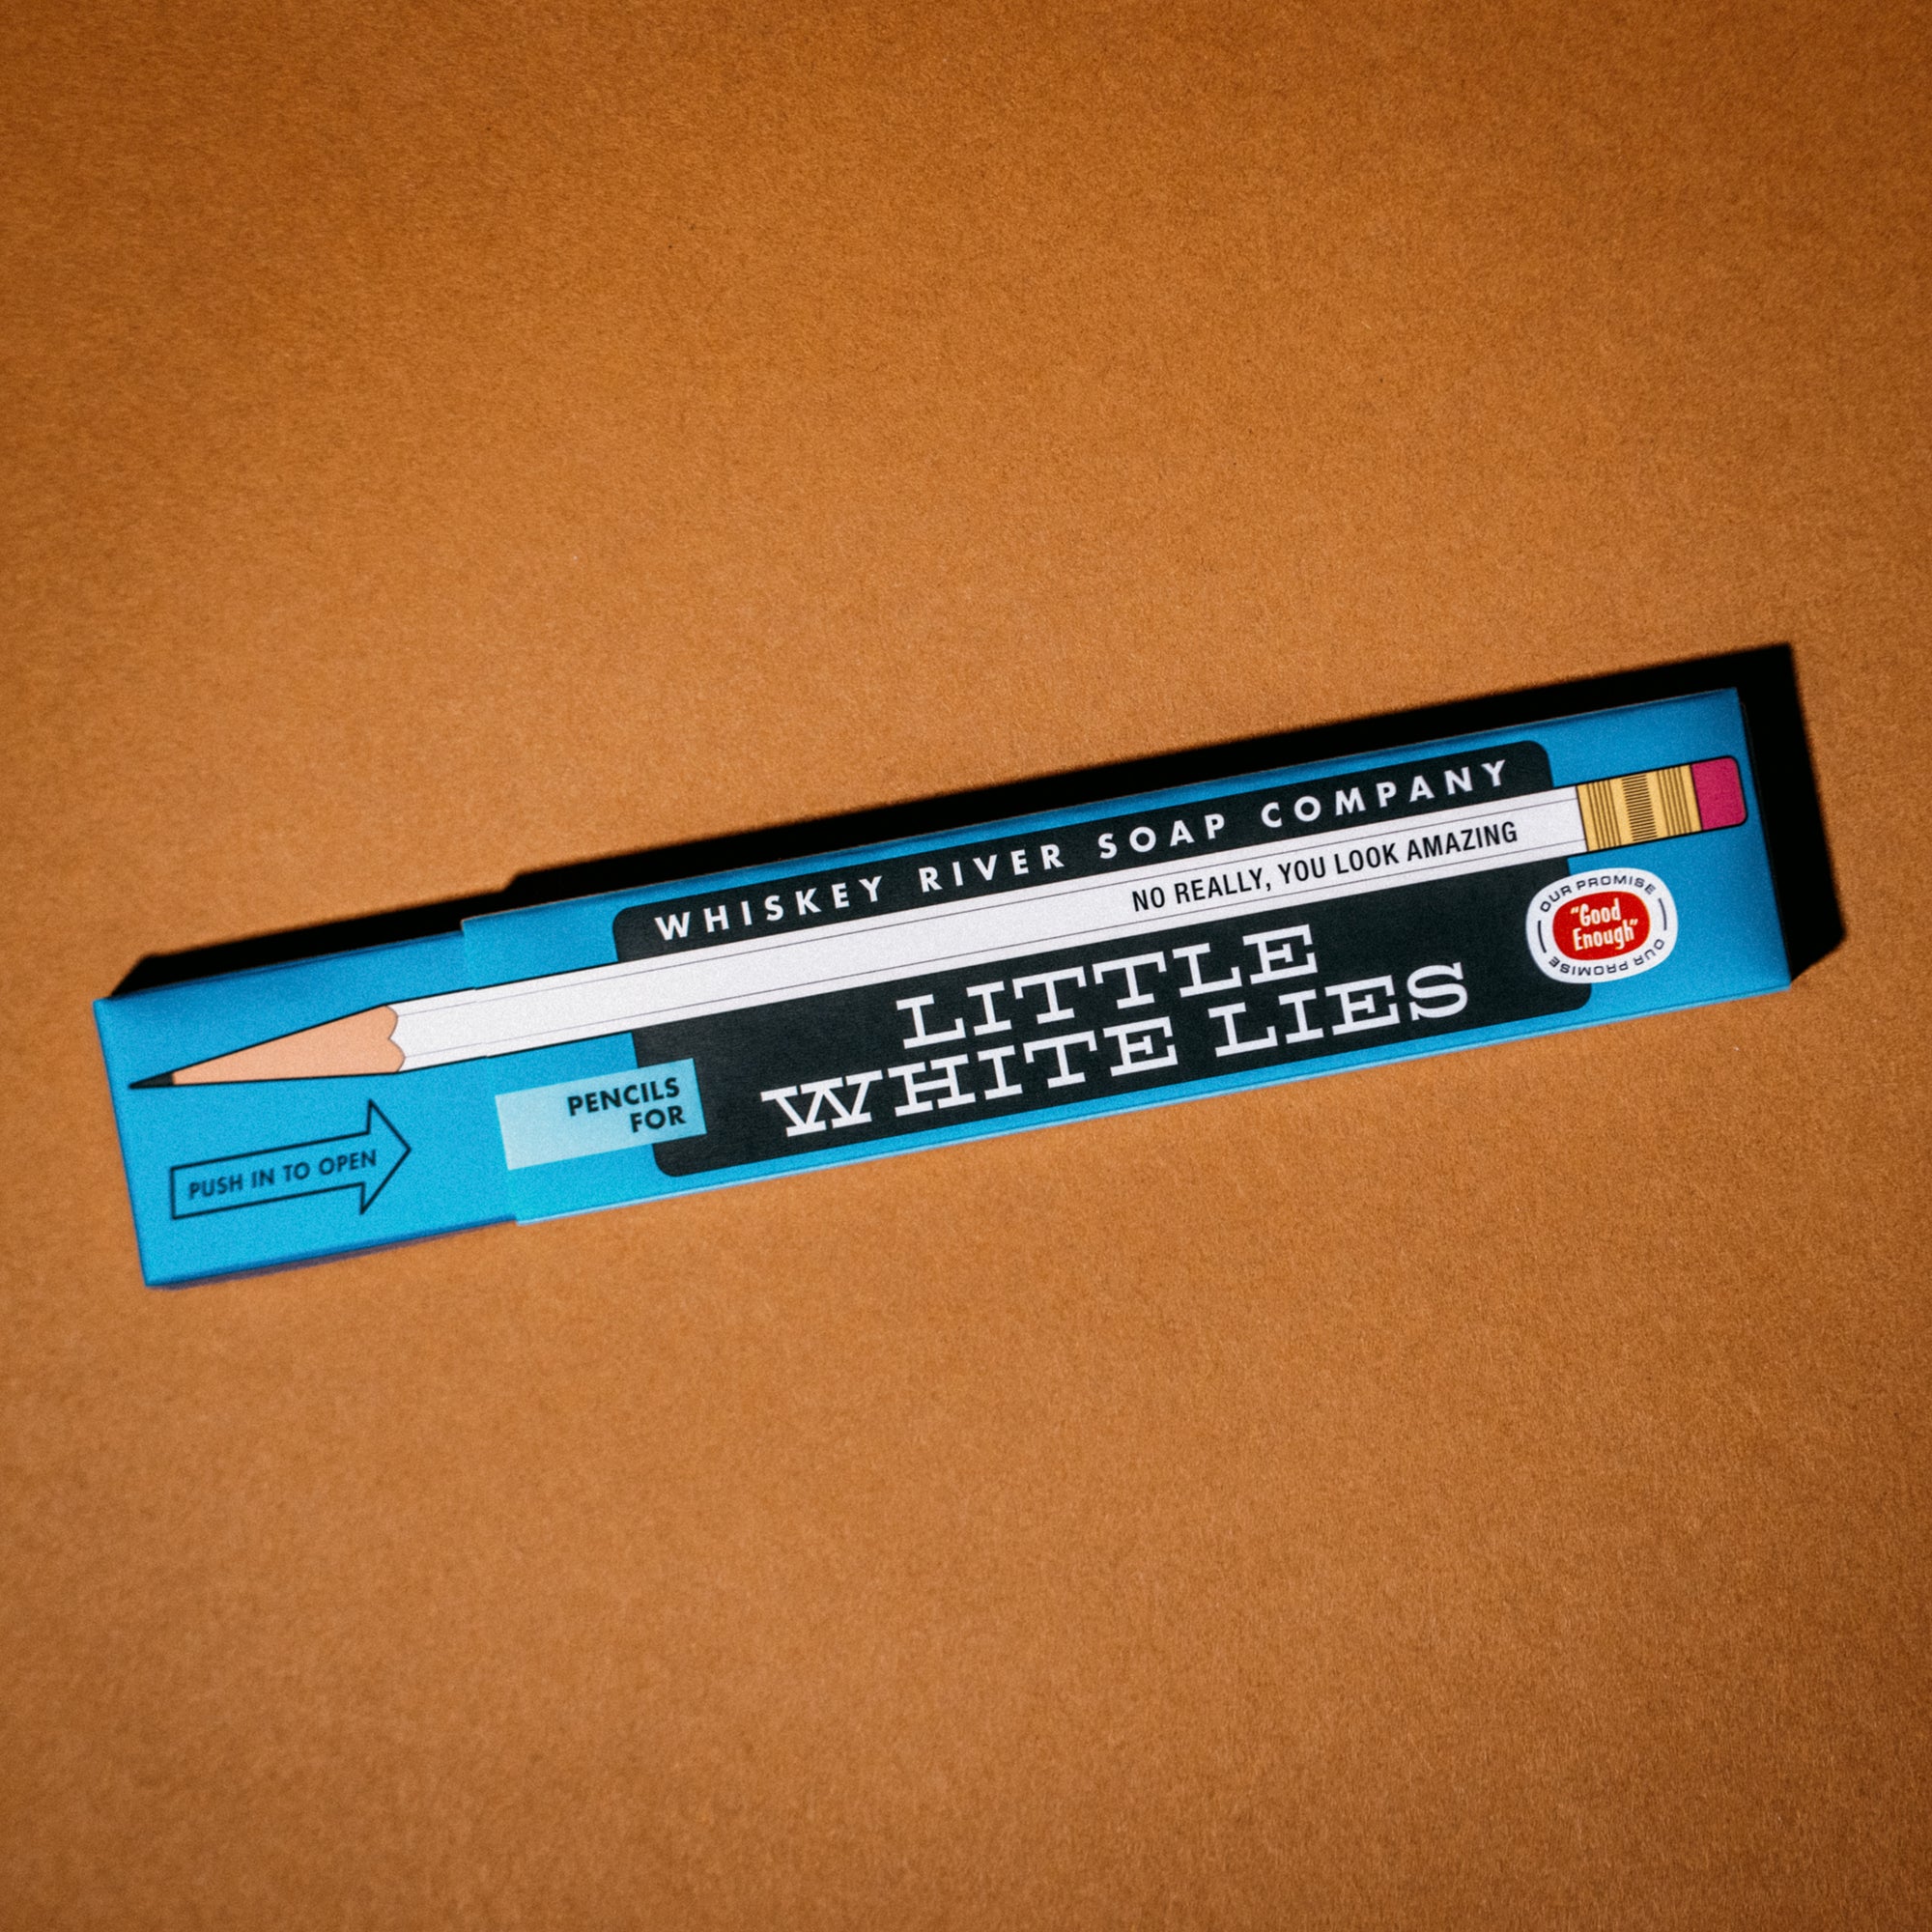 WHISKEY RIVER SOAP COMPANY
NO REALLY, YOU LOOK AMAZING
PENCILS
FOR
LITTLE
WHITE LIES
OUR PROMISE
"Good
Enough"
OUR PROMISE
PUSH IN TO OPEN